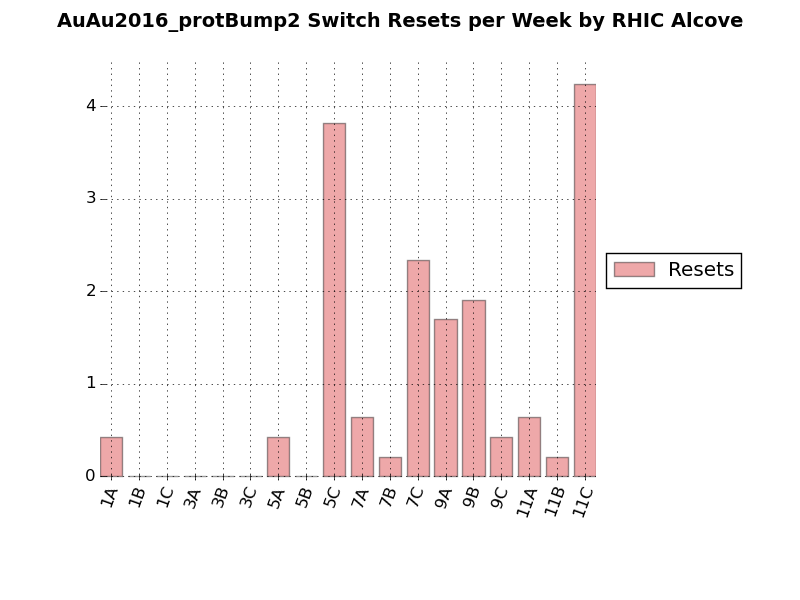 AuAu2016_protBump2 Switch Resets per Week by RHIC Alcove
4
3
2
1
0
Resets
1A 1B 1C 3A 3B 3C 5A 5B 5C 7A 7B 7C 9A 9B 9C 11A 11B 11C